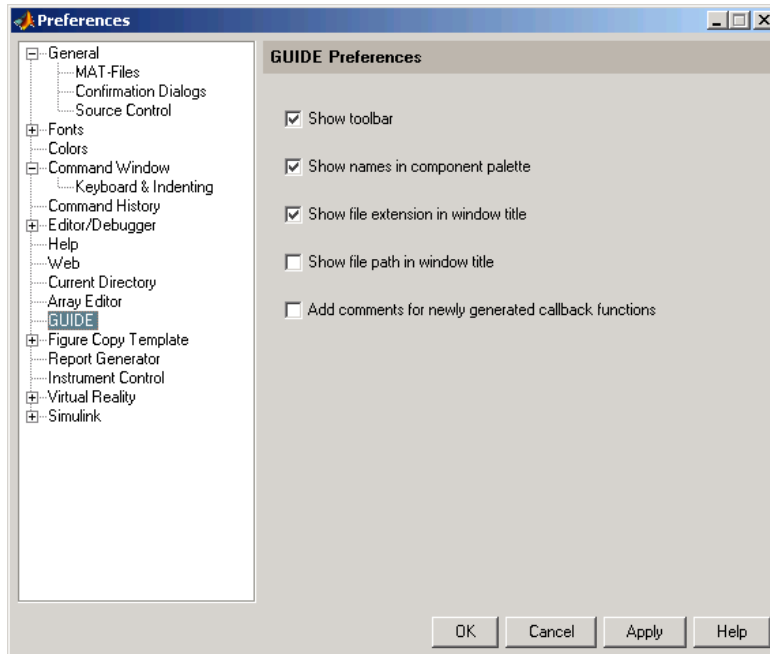 Preferences
General
MAT-Files
Confirmation Dialogs
Source Control
Fonts
Colors
Command Window
Keyboard & Indenting
Command History
Editor/Debugger
Help
Web
Current Directory
Array Editor
GUIDE
Figure Copy Template
Report Generator
Instrument Control
Virtual Reality
Simulink
GUIDE Preferences
Show toolbar
Show names in component palette
Show file extension in window title
Show file path in window title
Add comments for newly generated callback functions
OK Cancel Apply Help